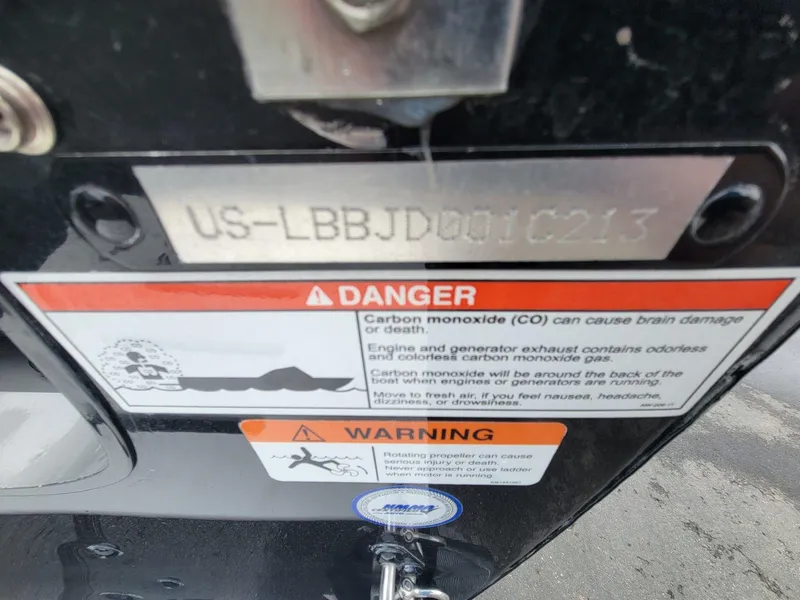 US-LBBJD001C213
DANGER
Carbon monoxide (CO) can cause brain damage
or death.
Engine and generator exhaust contains odorless
and colorless carbon monoxide gas.
Carbon monoxide will be around the back of the
boat when engines or generators are running.
Move to fresh air, if you feel nausea, headache,
dizziness, or drowsiness.
WARNING
Rotating propeller can cause
serious injury or death.
Never approach or use ladder
when motor is running
NMMA
CERTIFIED